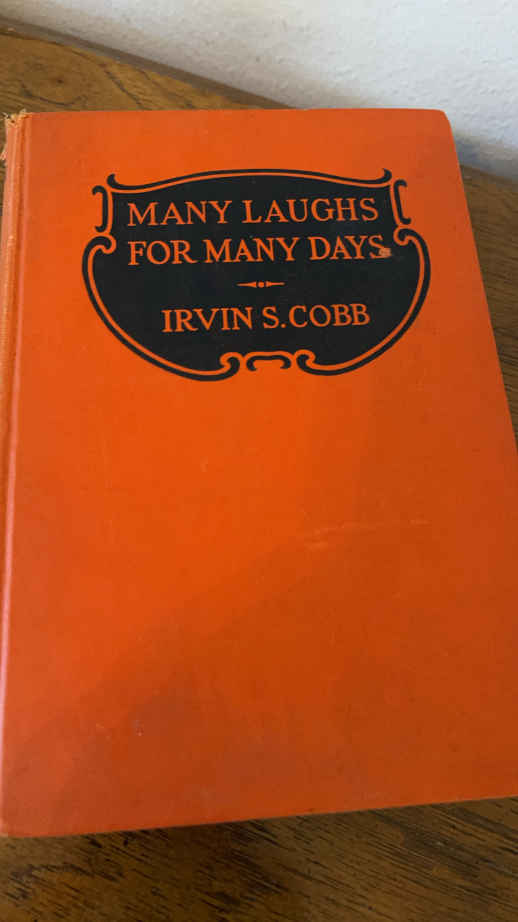 MANY LAUGHS
FOR MANY DAYS
IRVIN S. COBB